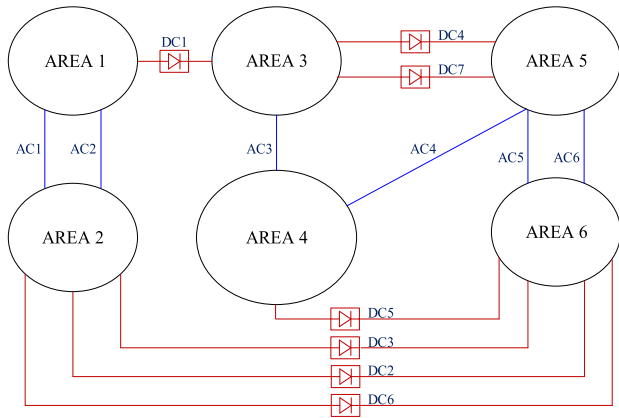 DC1
DC4
AREA 1
AREA 3
AREA 5
DC7
AC1
AC2
AC3
AC4
AC5
AC6
AREA 2
AREA 4
AREA 6
DC5
DC3
DC2
DC6